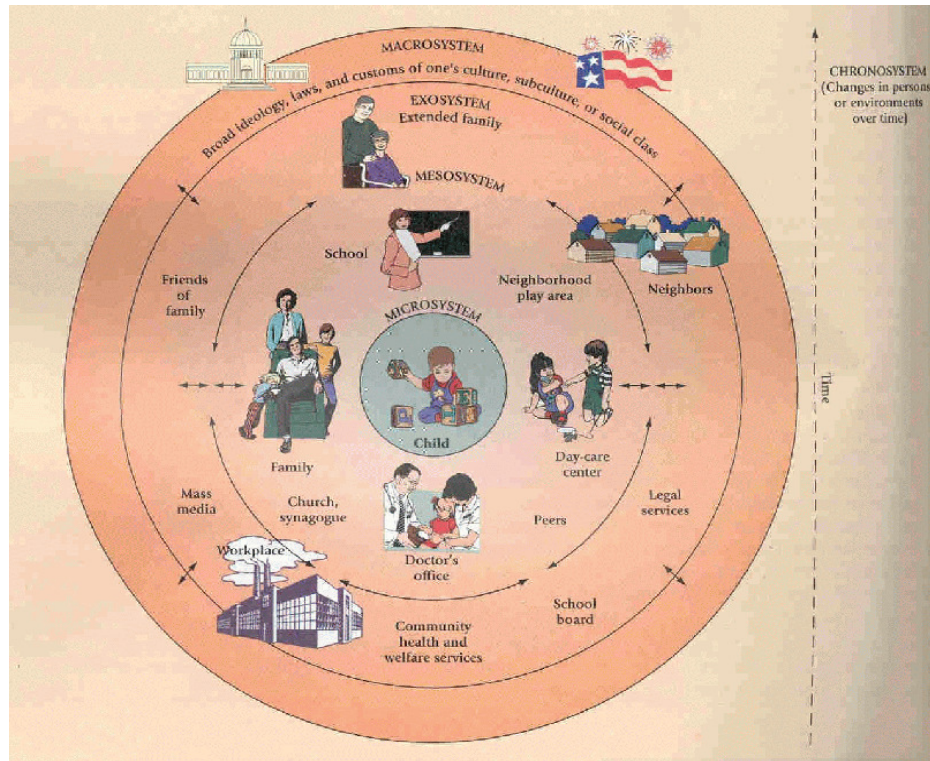 MACROSYSTEM
Broad ideology, laws, and customs of one's culture, subculture, or social class
EXOSYSTEM
Extended family
MESOSYSTEM
CHRONOSYSTEM
(Changes in persons
or environments
over time)
School
Neighborhood
play area
Neighbors
Friends
of
family
MICROSYSTEM
Child
Time
Family
Day-care
center
Mass
media
Church,
synagogue
Peers
Legal
services
Workplace
Doctor's
office
School
board
Community
health and
welfare services